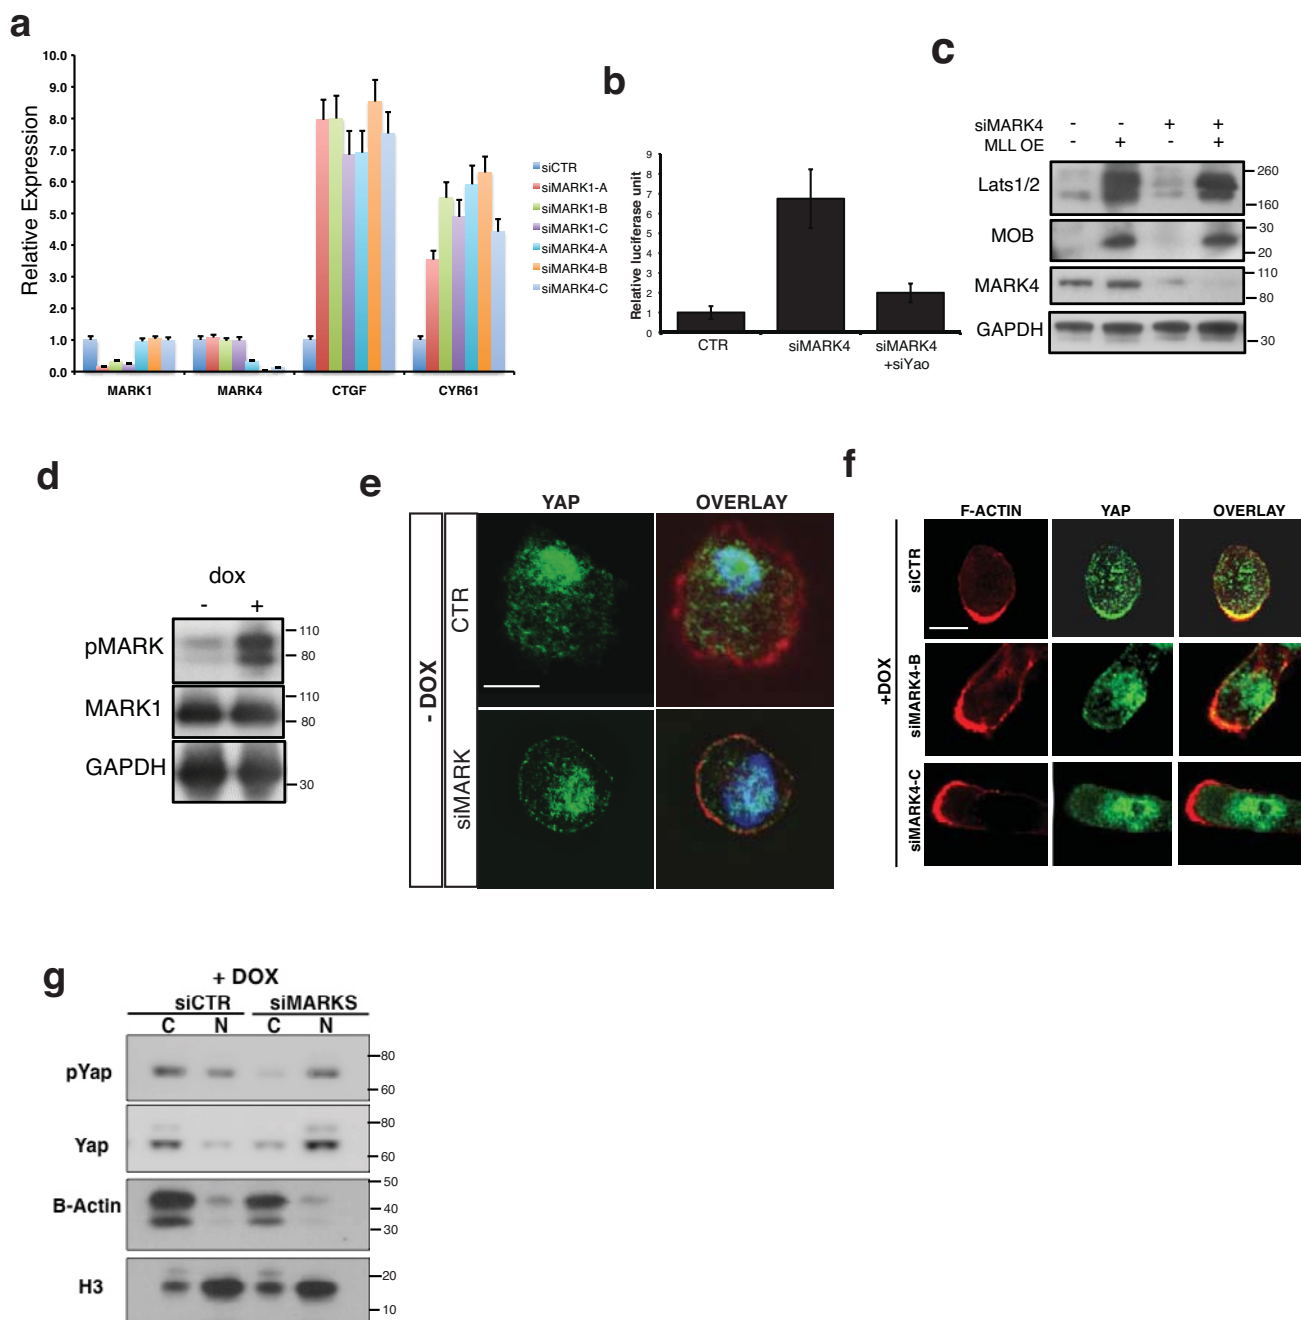 a
10.0
9.0
8.0
7.0
6.0
5.0
4.0
3.0
2.0
1.0
0.0
Relative Expression
MARK1 MARK4 CTGF CYR61
siCTR
siMARK1-A
siMARK1-B
siMARK1-C
siMARK4-A
siMARK4-B
siMARK4-C
b
9
8
7
6
5
4
3
2
1
0
Relative luciferase unit
CTR siMARK4 siMARK4
+siYao
c
siMARK4 - - + +
MLL OE - + - +
Lats1/2 260
160
MOB 30
20
MARK4 110
80
GAPDH 30
d
dox
- +
pMARK 110
80
MARK1 110
80
GAPDH 30
e
YAP OVERLAY
- DOX
CTR
siMARK
f
F-ACTIN YAP OVERLAY
+DOX
siCTR
siMARK4-B
siMARK4-C
g
+ DOX
siCTR siMARKS
C N C N
pYap 80
60
Yap 80
60
B-Actin 50
40
30
H3 20
10